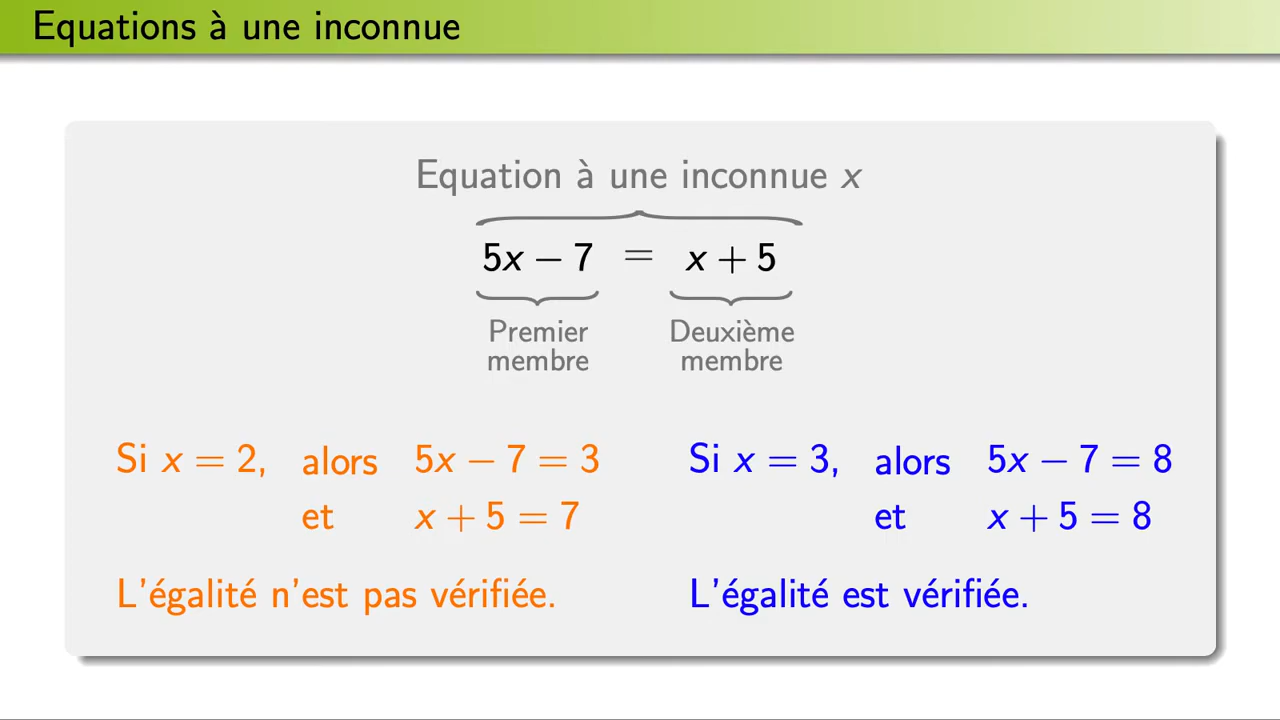 Equations à une inconnue
Equation à une inconnue x
5x − 7 = x + 5
Premier membre
Deuxième membre
Si x = 2, alors 5x − 7 = 3
et x + 5 = 7
L'égalité n'est pas vérifiée.
Si x = 3, alors 5x − 7 = 8
et x + 5 = 8
L'égalité est vérifiée.